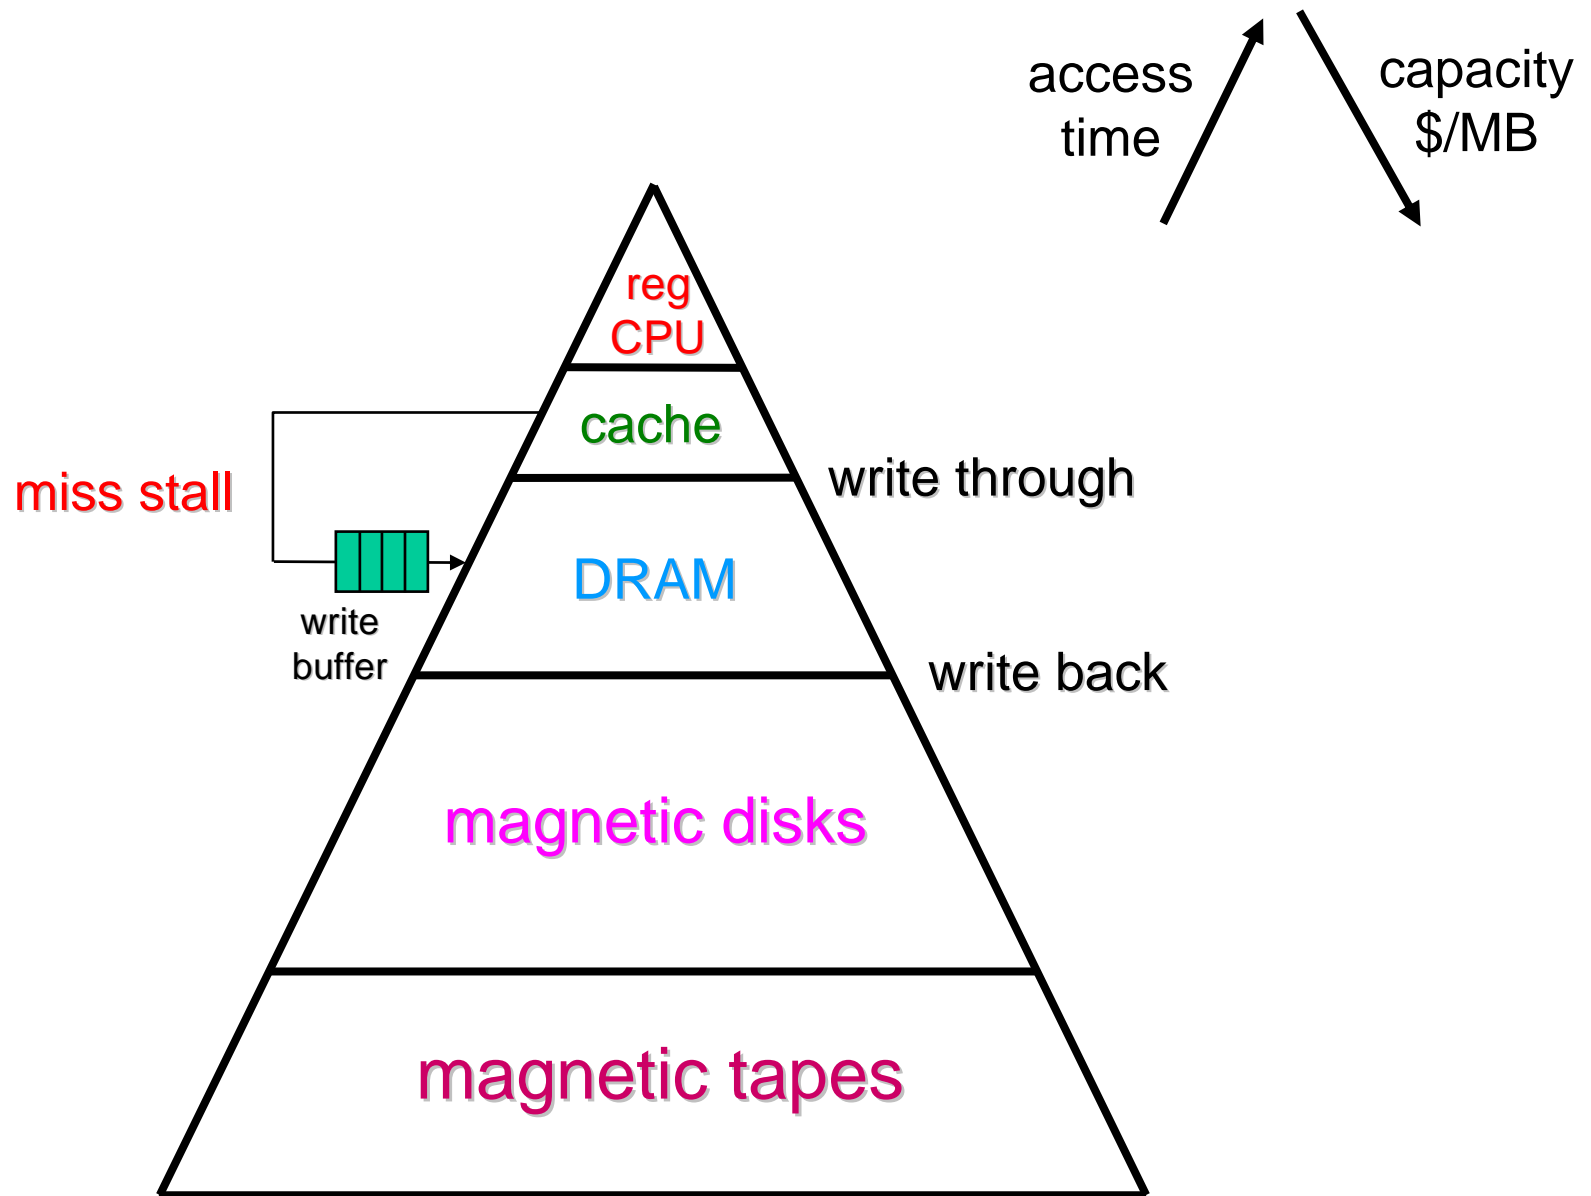 access
time
capacity
$/MB
reg
CPU
cache
miss stall
write through
DRAM
write
buffer
write back
magnetic disks
magnetic tapes